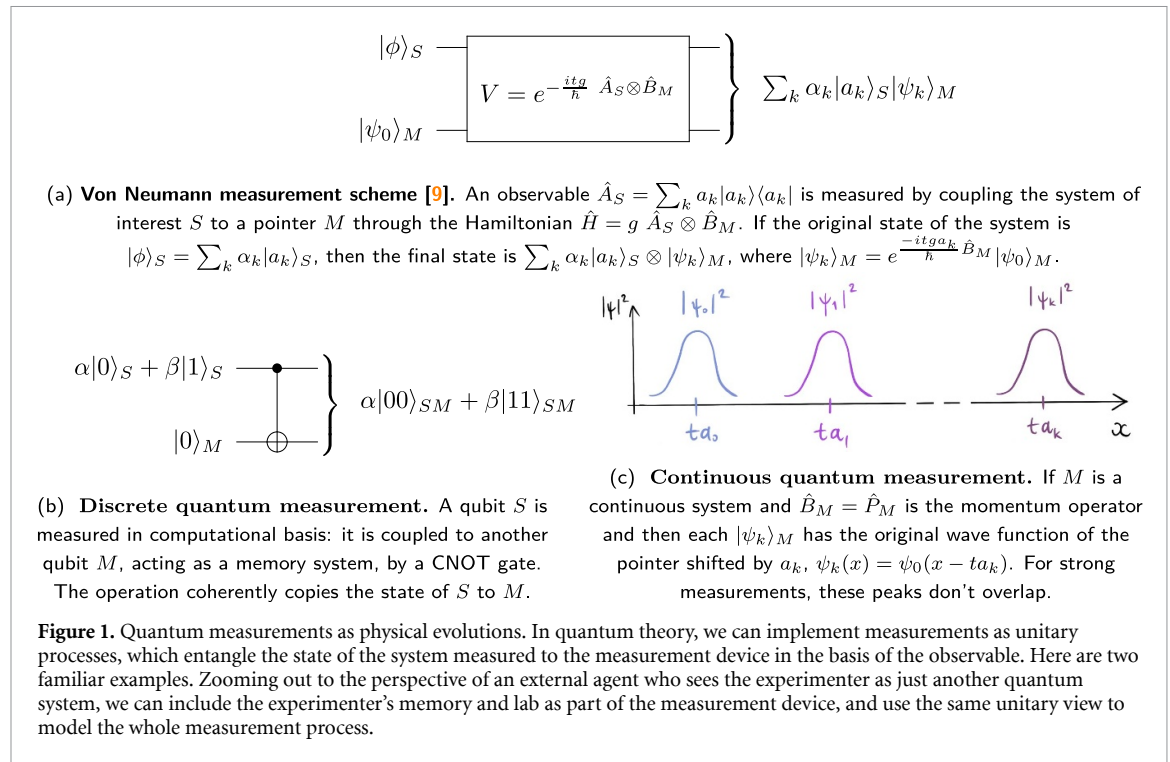 |ϕ⟩_S
V = e^{-\frac{itg}{ℏ} Â_S⊗B̂_M}
|ψ_0⟩_M
∑_k α_k|a_k⟩_S|ψ_k⟩_M
(a) Von Neumann measurement scheme [9]. An observable Â_S = ∑_k a_k|a_k⟩⟨a_k| is measured by coupling the system of
interest S to a pointer M through the Hamiltonian Ĥ = g Â_S ⊗ B̂_M. If the original state of the system is
|ϕ⟩_S = ∑_k α_k|a_k⟩_S, then the final state is ∑_k α_k|a_k⟩_S ⊗ |ψ_k⟩_M, where |ψ_k⟩_M = e^{\frac{-itga_k}{ℏ}B̂_M}|ψ_0⟩_M.
α|0⟩_S + β|1⟩_S
|0⟩_M
α|00⟩_SM + β|11⟩_SM
(b) Discrete quantum measurement. A qubit S is
measured in computational basis: it is coupled to another
qubit M, acting as a memory system, by a CNOT gate.
The operation coherently copies the state of S to M.
|ψ|²
|ψ_0|² |ψ_1|² |ψ_k|²
ta_0 ta_1 ta_k x
(c) Continuous quantum measurement. If M is a
continuous system and B̂_M = P̂_M is the momentum operator
and then each |ψ_k⟩_M has the original wave function of the
pointer shifted by a_k, ψ_k(x) = ψ_0(x − ta_k). For strong
measurements, these peaks don't overlap.
Figure 1. Quantum measurements as physical evolutions. In quantum theory, we can implement measurements as unitary
processes, which entangle the state of the system measured to the measurement device in the basis of the observable. Here are two
familiar examples. Zooming out to the perspective of an external agent who sees the experimenter as just another quantum
system, we can include the experimenter's memory and lab as part of the measurement device, and use the same unitary view to
model the whole measurement process.